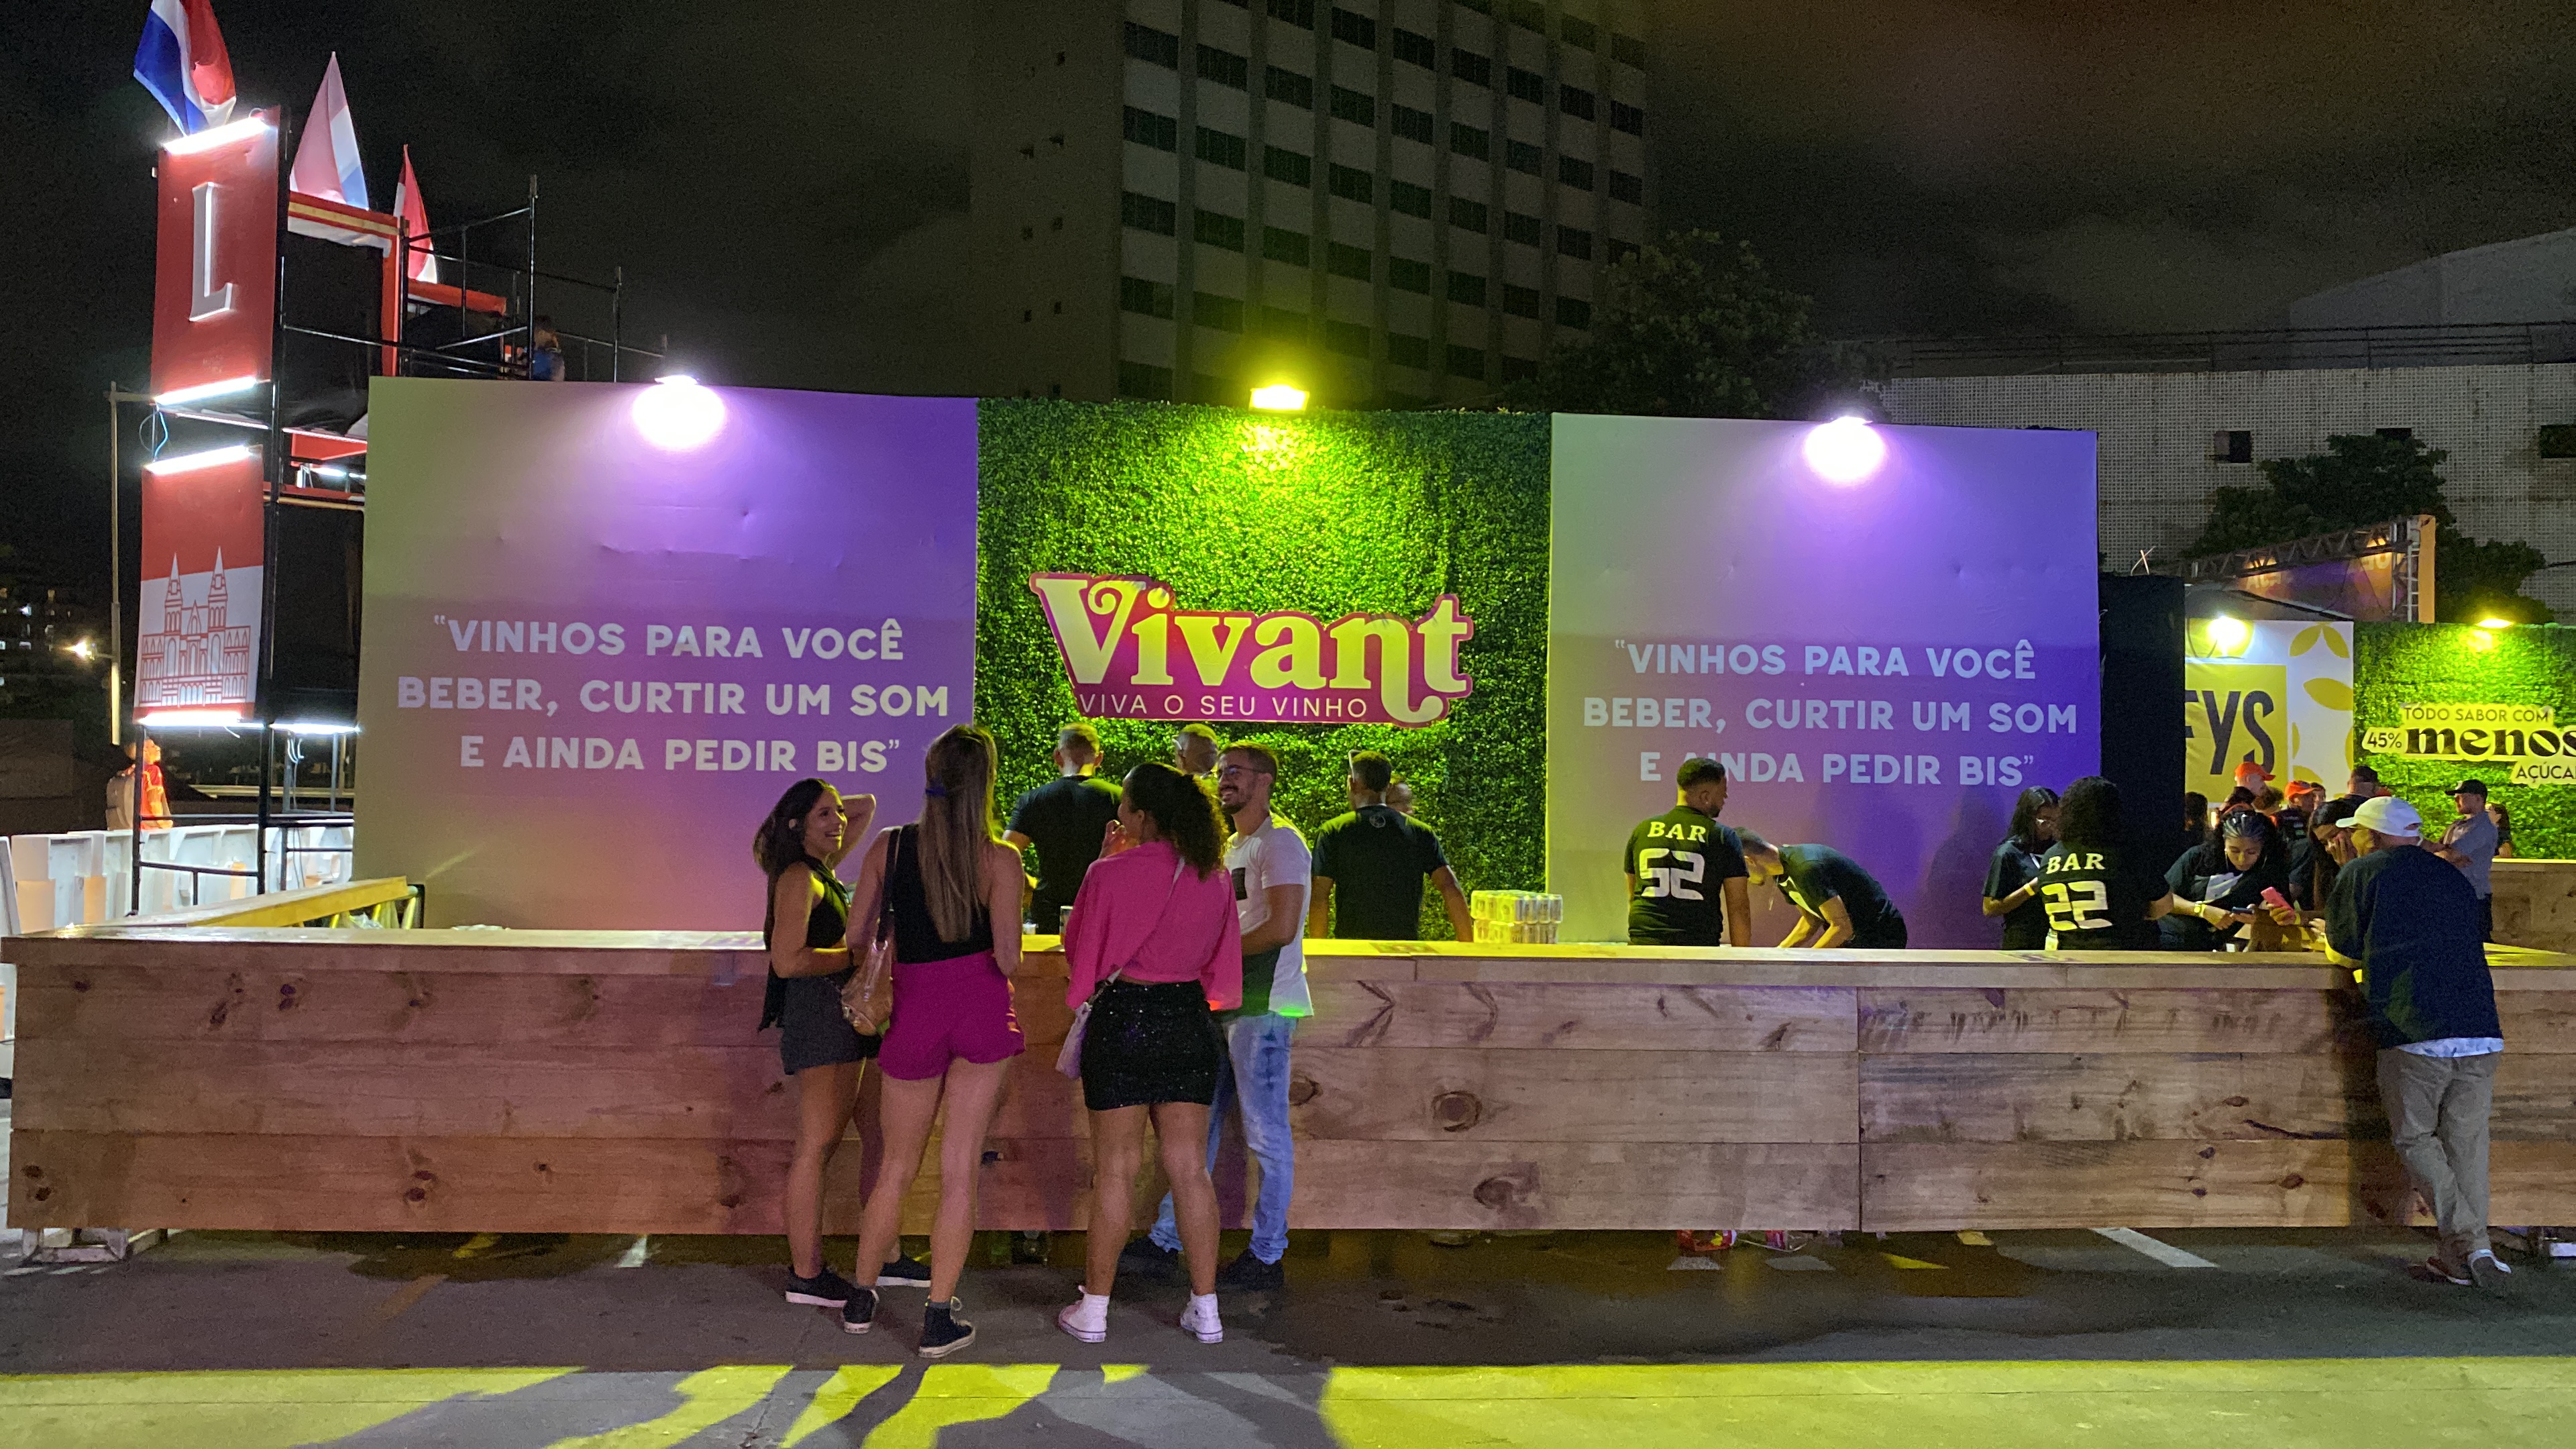 L
"VINHOS PARA VOCÊ
BEBER, CURTIR UM SOM
E AINDA PEDIR BIS"
Vivant
VIVA O SEU VINHO
"VINHOS PARA VOCÊ
BEBER, CURTIR UM SOM
E AINDA PEDIR BIS"
BAR
52
BAR
22
FYS
TODO SABOR COM
45% menos
AÇÚCA